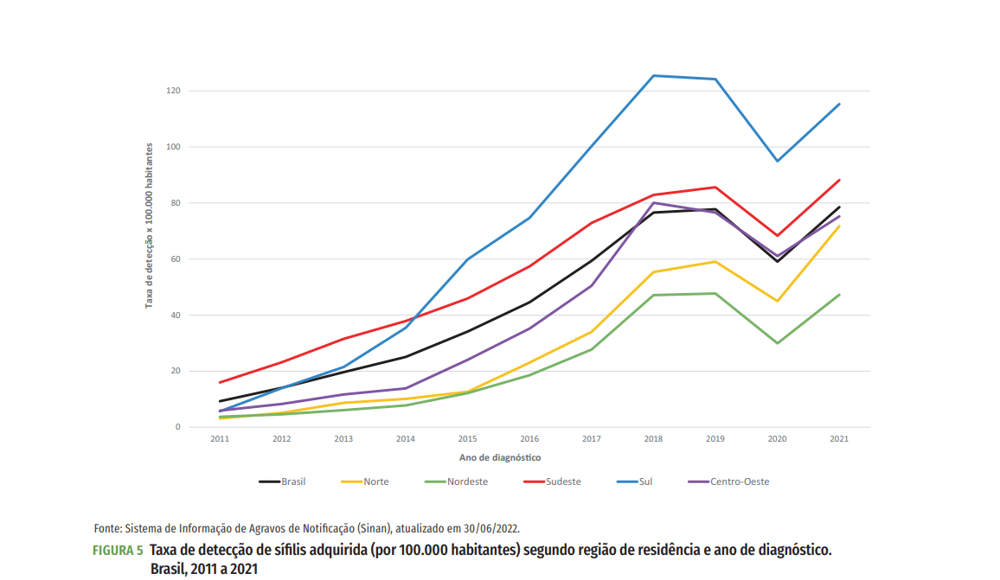 120
100
80
60
40
20
0
Taxa de detecção x 100.000 habitantes
2011 2012 2013 2014 2015 2016 2017 2018 2019 2020 2021
Ano de diagnóstico
Brasil Norte Nordeste Sudeste Sul Centro-Oeste
Fonte: Sistema de Informação de Agravos de Notificação (Sinan), atualizado em 30/06/2022.
FIGURA 5 Taxa de detecção de sífilis adquirida (por 100.000 habitantes) segundo região de residência e ano de diagnóstico.
Brasil, 2011 a 2021